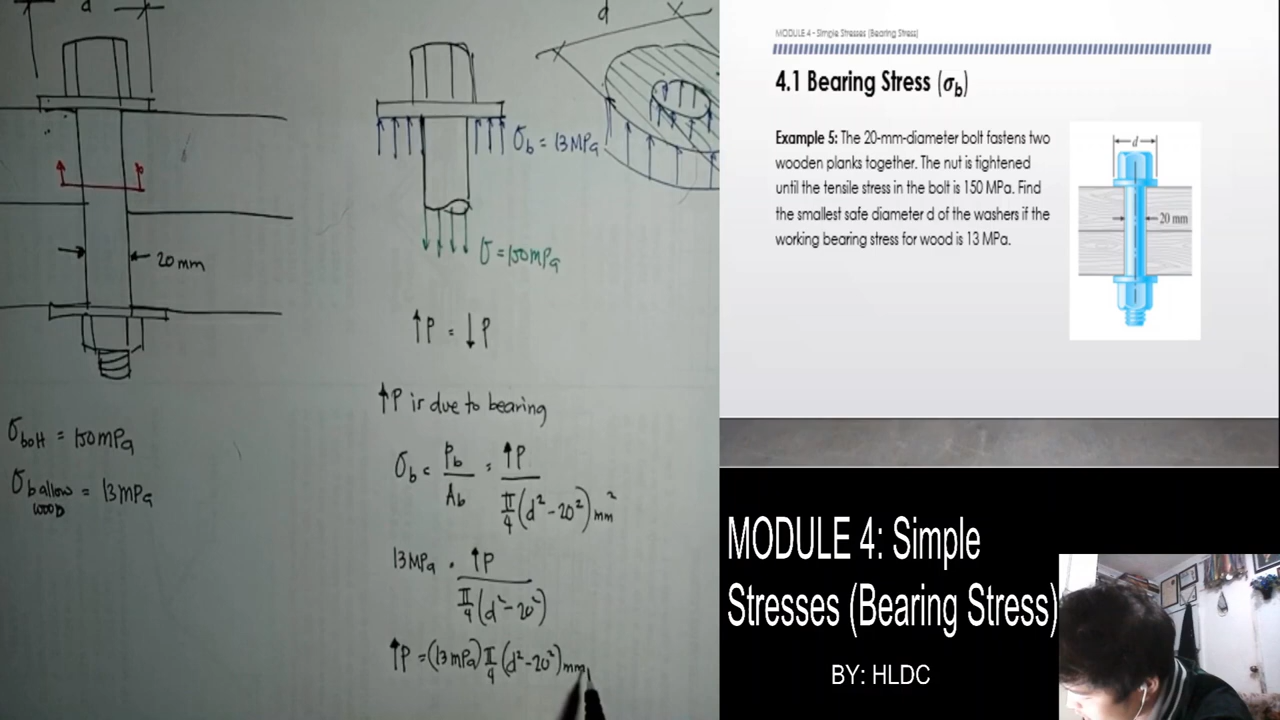 d
20 mm
σbolt = 150 MPa
σb allow = 13 MPa
wood
d
σb = 13 MPa
σ = 150 MPa
↑P = ↓P
↑P is due to bearing
σb = Pb / Ab = ↑P / π/4 (d² - 20²) mm²
13 MPa = ↑P / π/4 (d² - 20²)
↑P = (13 MPa) π/4 (d² - 20²) mm
MODULE 4 - Simple Stresses (Bearing Stress)
4.1 Bearing Stress (σb)
Example 5: The 20-mm-diameter bolt fastens two
wooden planks together. The nut is tightened
until the tensile stress in the bolt is 150 MPa. Find
the smallest safe diameter d of the washers if the
working bearing stress for wood is 13 MPa.
d
20 mm
MODULE 4: Simple
Stresses (Bearing Stress)
BY: HLDC